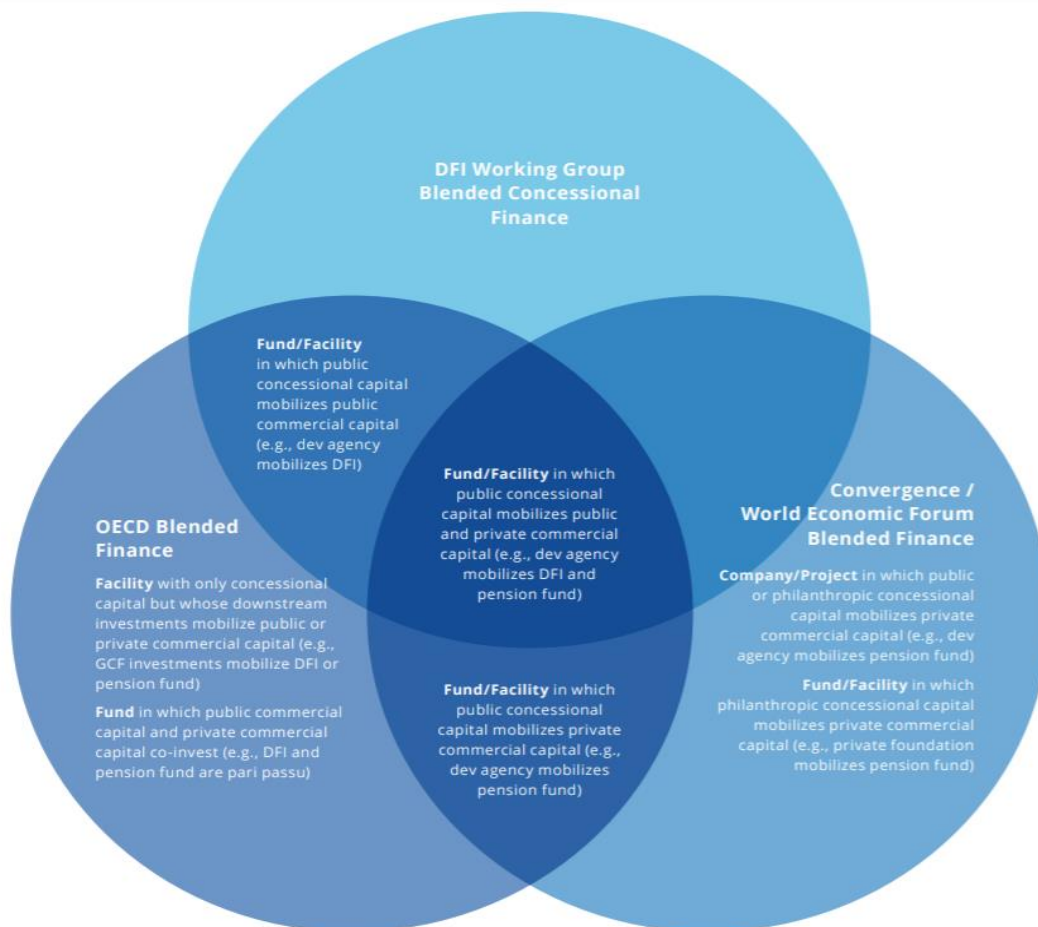 DFI Working Group
Blended Concessional
Finance
Fund/Facility
in which public
concessional capital
mobilizes public
commercial capital
(e.g., dev agency
mobilizes DFI)
Fund/Facility in which
public concessional
capital mobilizes public
and private commercial
capital (e.g., dev agency
mobilizes DFI and
pension fund)
OECD Blended
Finance
Facility with only concessional
capital but whose downstream
investments mobilize public or
private commercial capital (e.g.,
GCF investments mobilize DFI or
pension fund)
Fund in which public commercial
capital and private commercial
capital co-invest (e.g., DFI and
pension fund are pari passu)
Fund/Facility in which
public concessional
capital mobilizes private
commercial capital (e.g.,
dev agency mobilizes
pension fund)
Convergence /
World Economic Forum
Blended Finance
Company/Project in which public
or philanthropic concessional
capital mobilizes private
commercial capital (e.g., dev
agency mobilizes pension fund)
Fund/Facility in which
philanthropic concessional capital
mobilizes private commercial
capital (e.g., private foundation
mobilizes pension fund)